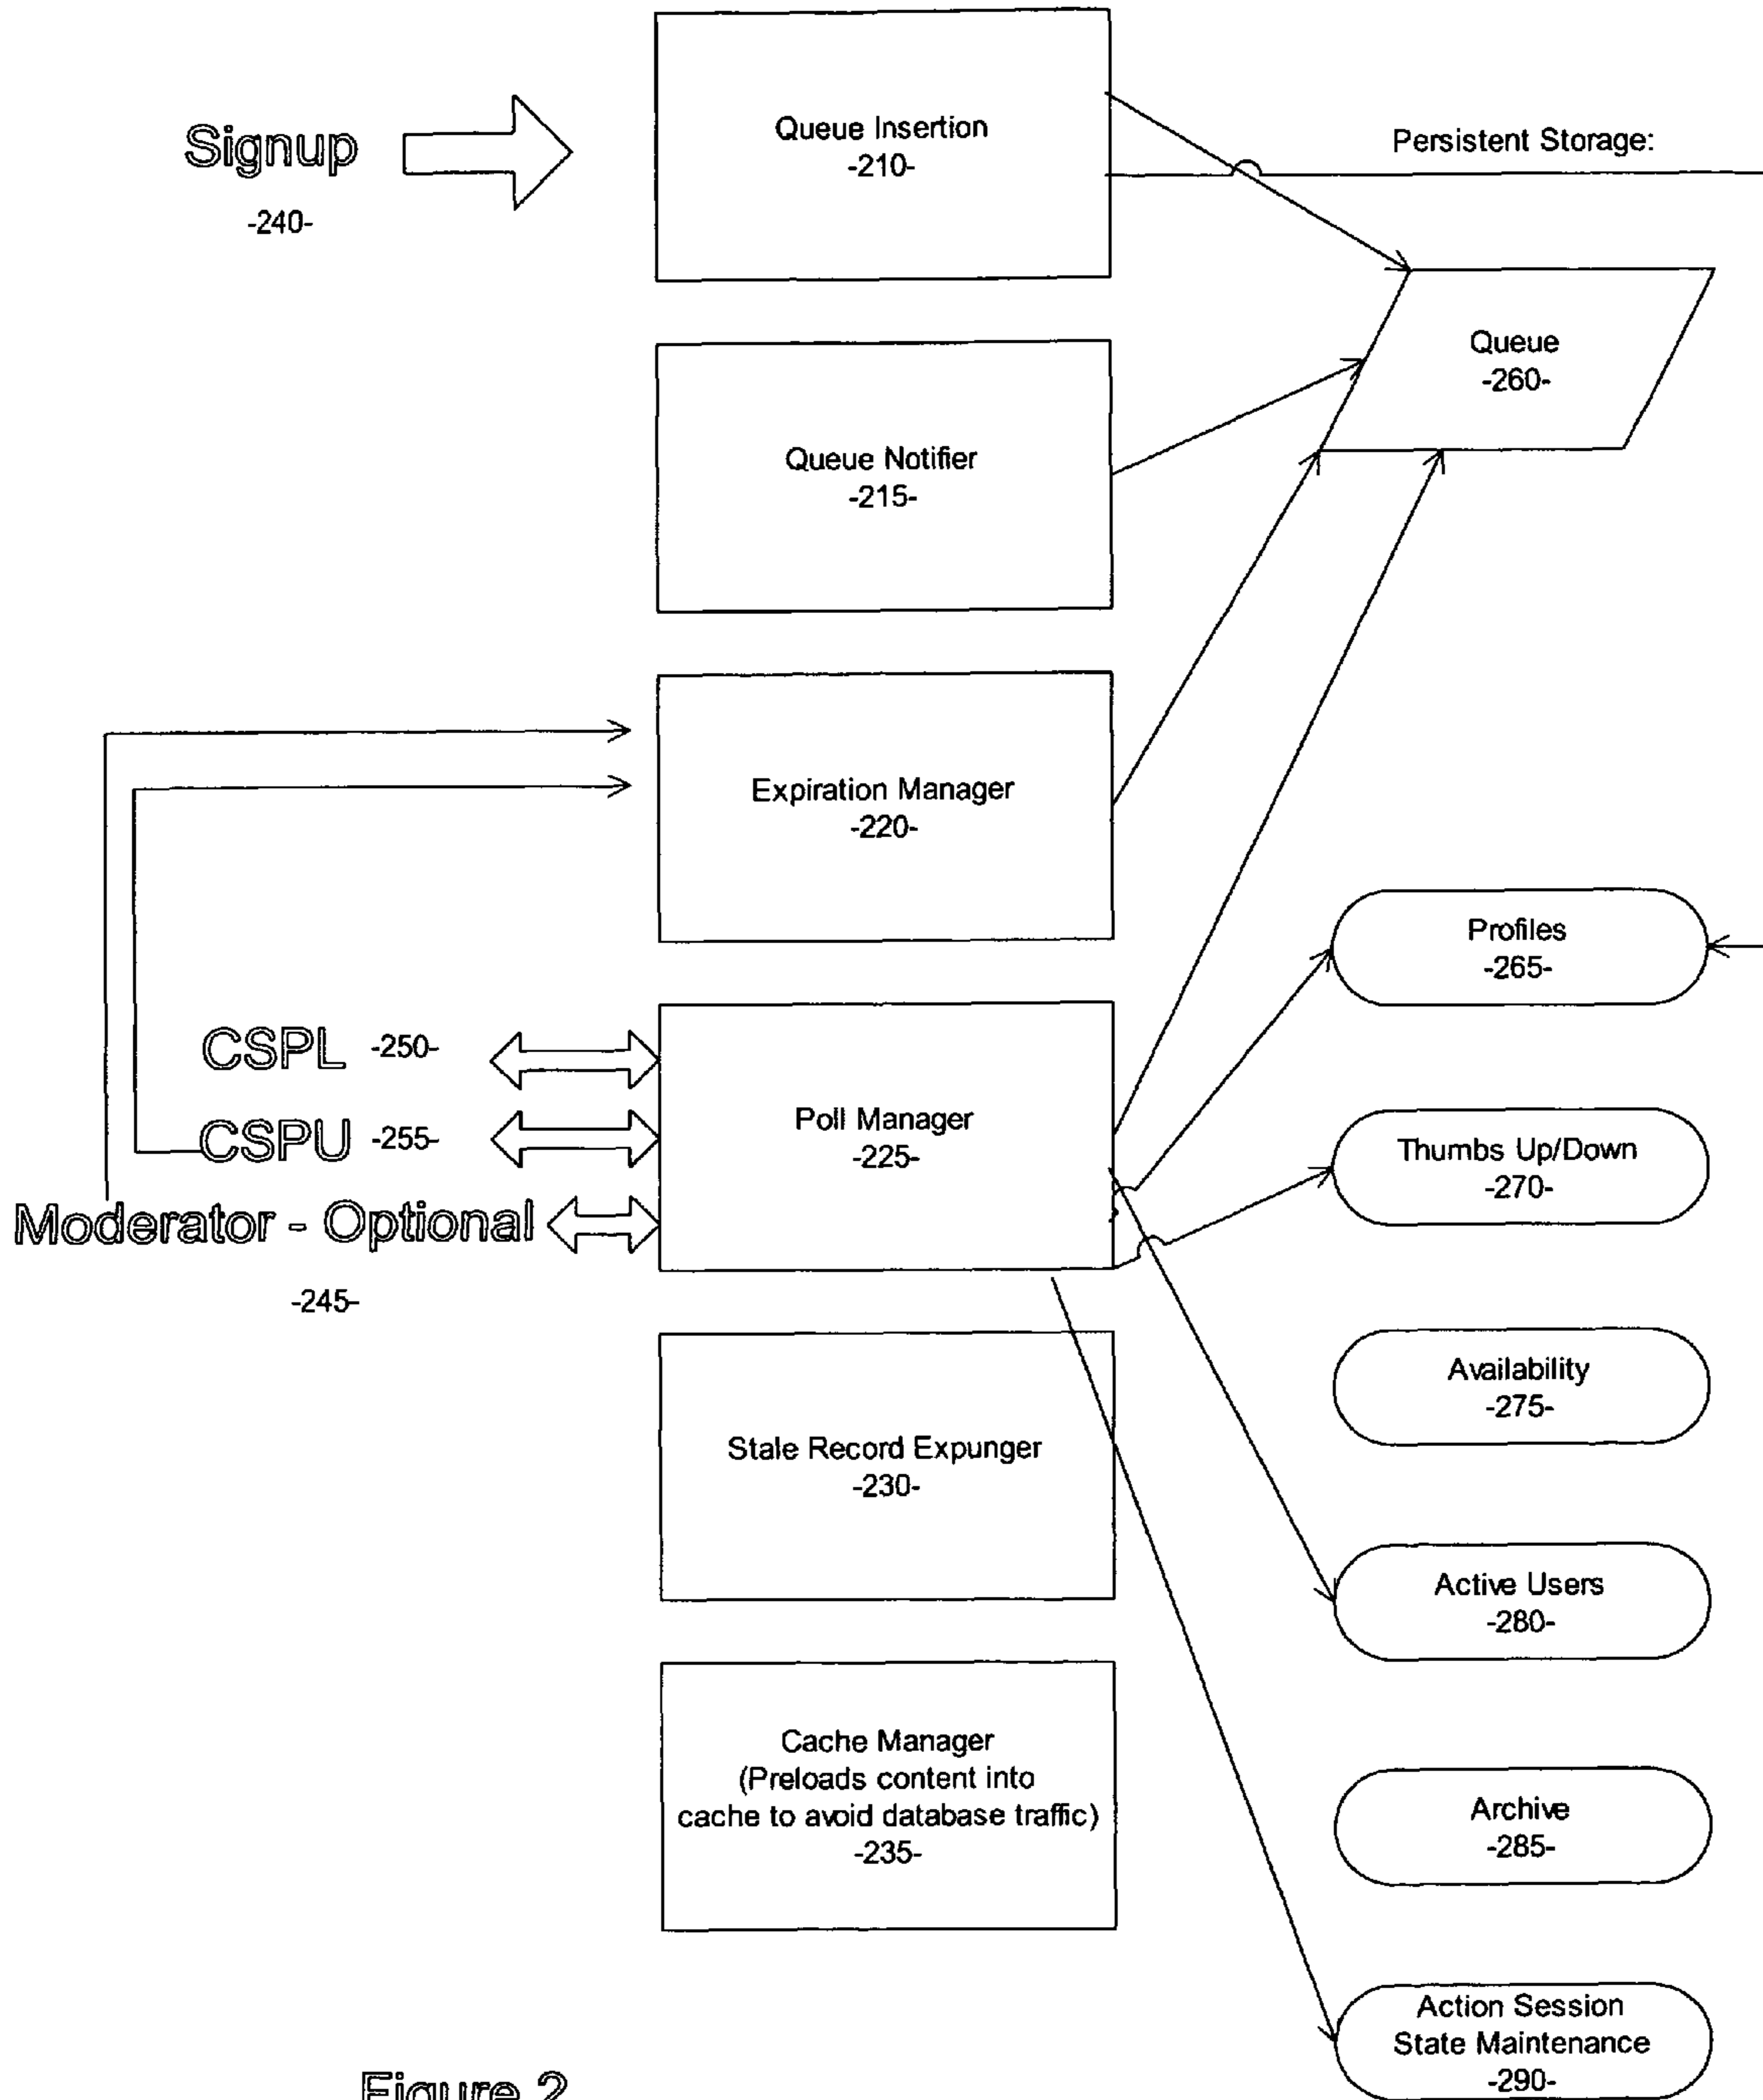 Signup
-240-
Queue Insertion
-210-
Persistent Storage:
Queue
-260-
Queue Notifier
-215-
Expiration Manager
-220-
Profiles
-265-
CSPL -250-
CSPU -255-
Moderator - Optional
-245-
Poll Manager
-225-
Thumbs Up/Down
-270-
Availability
-275-
Stale Record Expunger
-230-
Active Users
-280-
Cache Manager
(Preloads content into
cache to avoid database traffic)
-235-
Archive
-285-
Action Session
State Maintenance
-290-
Figure 2